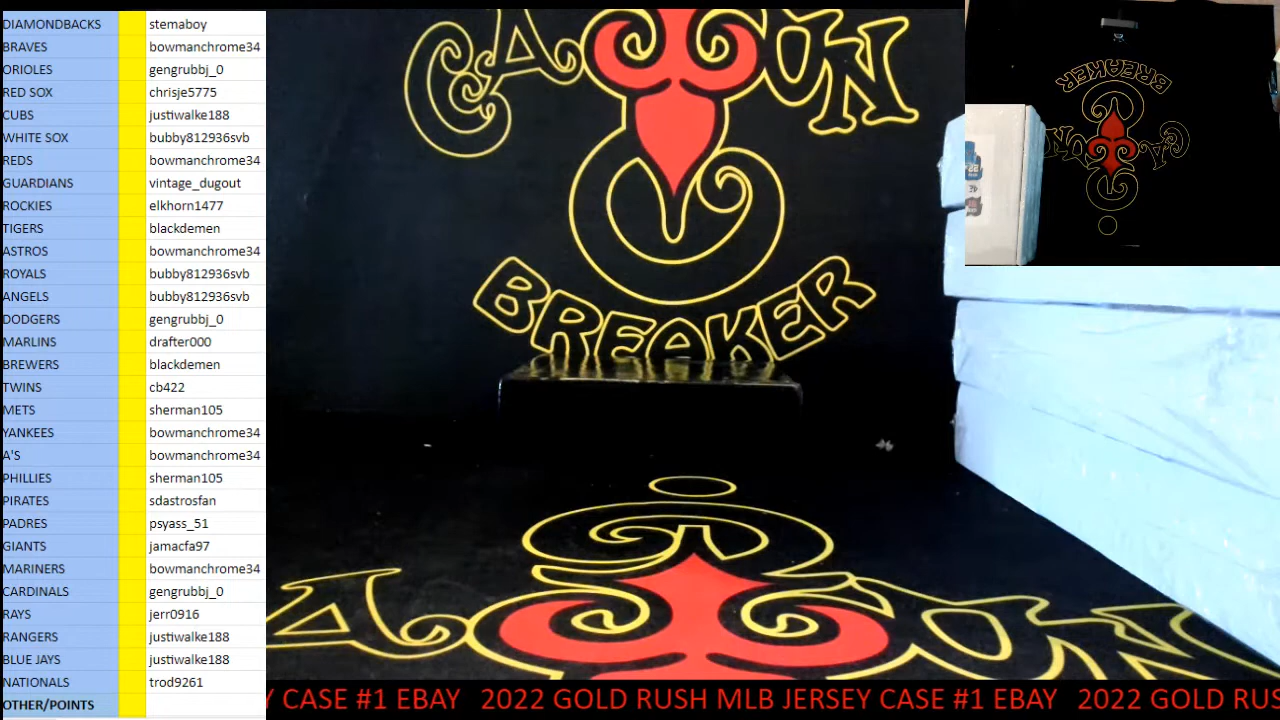 DIAMONDBACKS stemaboy
BRAVES bowmanchrome34
ORIOLES gengrubbj_0
RED SOX chrisje5775
CUBS justiwalke188
WHITE SOX bubby812936svb
REDS bowmanchrome34
GUARDIANS vintage_dugout
ROCKIES elkhorn1477
TIGERS blackdemen
ASTROS bowmanchrome34
ROYALS bubby812936svb
ANGELS bubby812936svb
DODGERS gengrubbj_0
MARLINS drafter000
BREWERS blackdemen
TWINS cb422
METS sherman105
YANKEES bowmanchrome34
A'S bowmanchrome34
PHILLIES sherman105
PIRATES sdastrosfan
PADRES psyass_51
GIANTS jamacfa97
MARINERS bowmanchrome34
CARDINALS gengrubbj_0
RAYS jerr0916
RANGERS justiwalke188
BLUE JAYS justiwalke188
NATIONALS trod9261
OTHER/POINTS
CAJUN
BREAKER
BREAKER
Y CASE #1 EBAY 2022 GOLD RUSH MLB JERSEY CASE #1 EBAY 2022 GOLD RUS